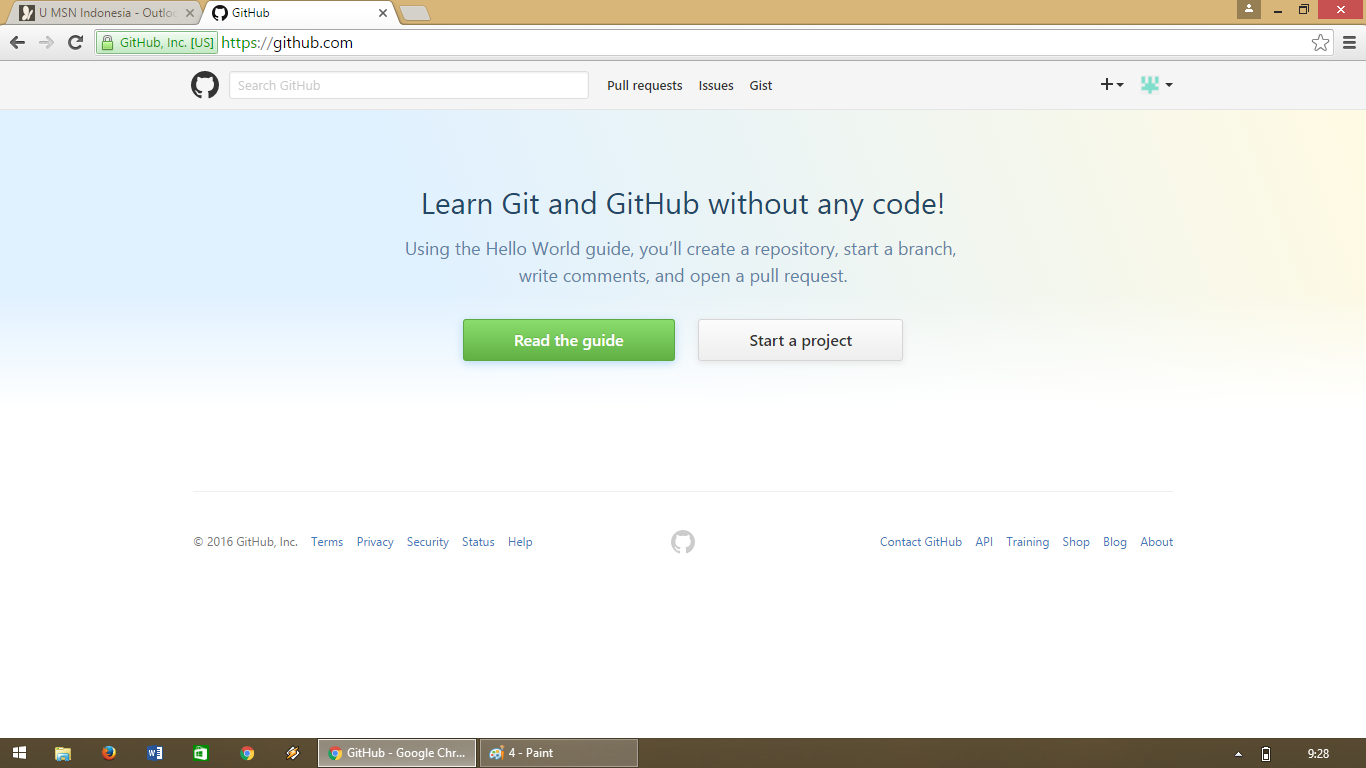 U MSN Indonesia - Outlo
GitHub
GitHub, Inc. [US] https://github.com
Search GitHub
Pull requests Issues Gist
Learn Git and GitHub without any code!
Using the Hello World guide, you’ll create a repository, start a branch,
write comments, and open a pull request.
Read the guide
Start a project
© 2016 GitHub, Inc. Terms Privacy Security Status Help
Contact GitHub API Training Shop Blog About
GitHub - Google Chr...
4 - Paint
9:28